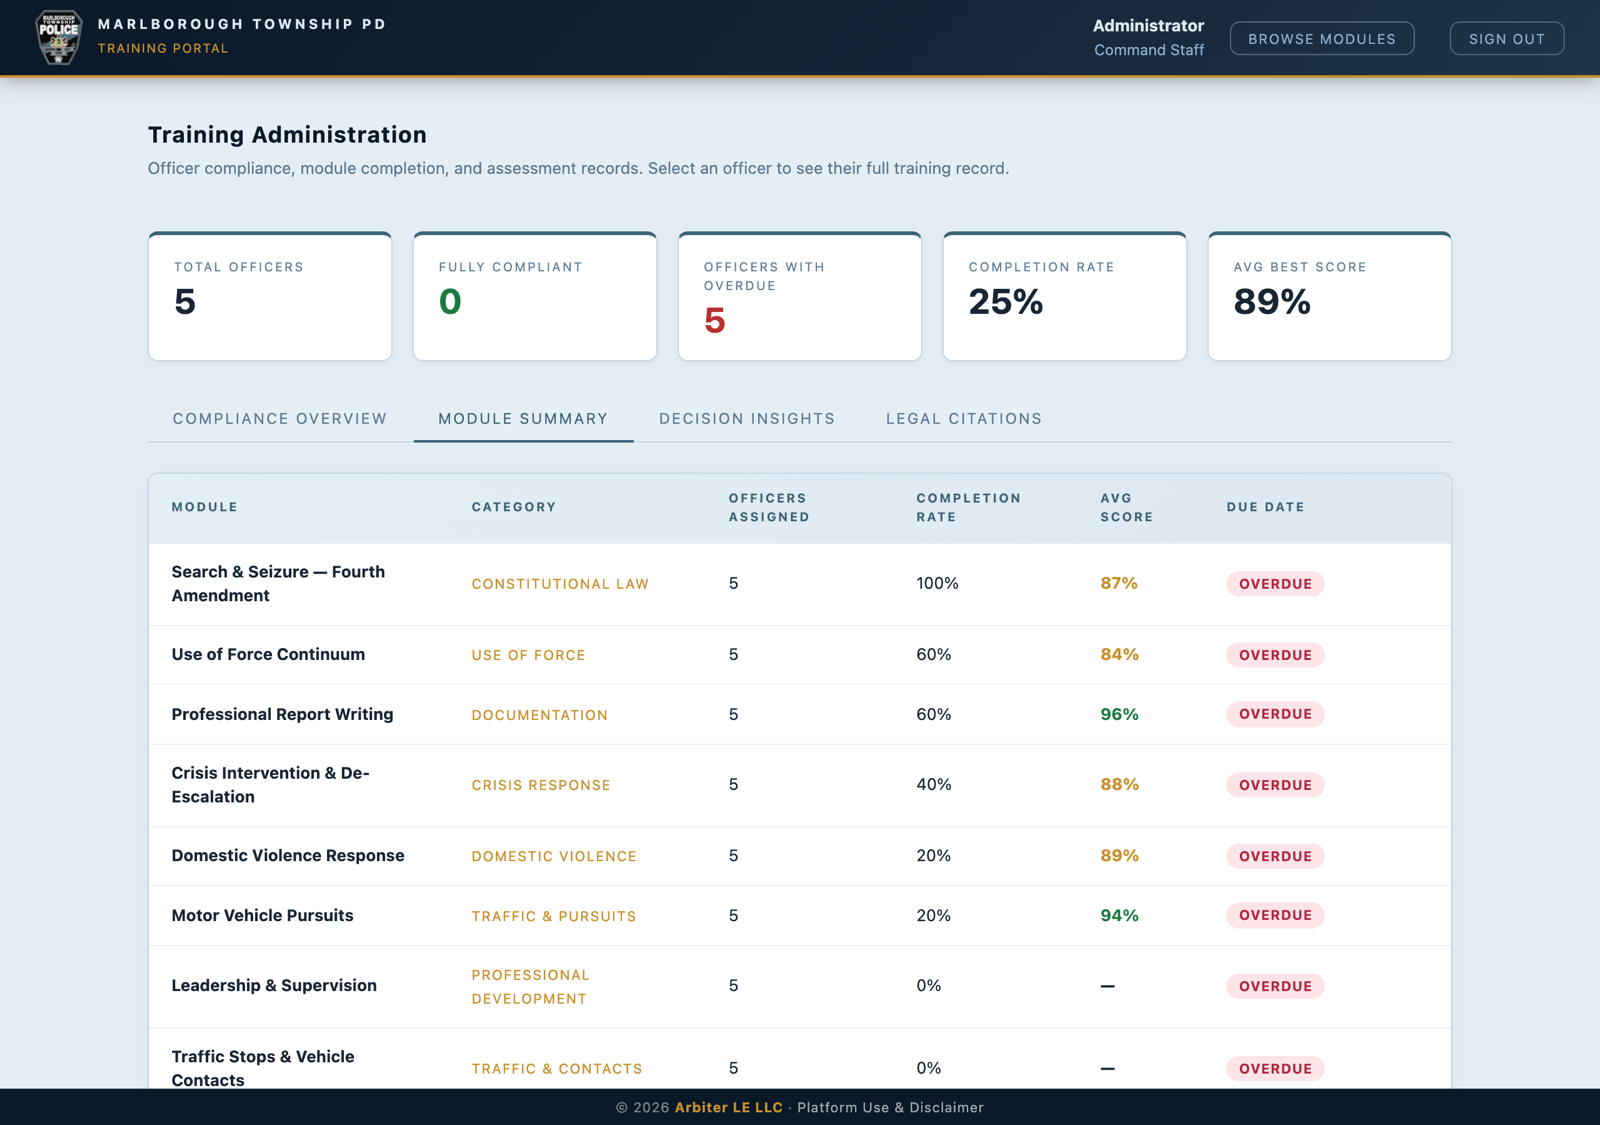 MARLBOROUGH
TOWNSHIP
POLICE
MARLBOROUGH TOWNSHIP PD
TRAINING PORTAL
Administrator
Command Staff
BROWSE MODULES
SIGN OUT
Training Administration
Officer compliance, module completion, and assessment records. Select an officer to see their full training record.
TOTAL OFFICERS
5
FULLY COMPLIANT
0
OFFICERS WITH
OVERDUE
5
COMPLETION RATE
25%
AVG BEST SCORE
89%
COMPLIANCE OVERVIEW MODULE SUMMARY DECISION INSIGHTS LEGAL CITATIONS
MODULE CATEGORY OFFICERS ASSIGNED COMPLETION RATE AVG SCORE DUE DATE
Search & Seizure — Fourth
Amendment
CONSTITUTIONAL LAW 5 100% 87% OVERDUE
Use of Force Continuum USE OF FORCE 5 60% 84% OVERDUE
Professional Report Writing DOCUMENTATION 5 60% 96% OVERDUE
Crisis Intervention & De-
Escalation
CRISIS RESPONSE 5 40% 88% OVERDUE
Domestic Violence Response DOMESTIC VIOLENCE 5 20% 89% OVERDUE
Motor Vehicle Pursuits TRAFFIC & PURSUITS 5 20% 94% OVERDUE
Leadership & Supervision
PROFESSIONAL
DEVELOPMENT
5 0% — OVERDUE
Traffic Stops & Vehicle
Contacts
TRAFFIC & CONTACTS 5 0% — OVERDUE
© 2026 Arbiter LE LLC · Platform Use & Disclaimer